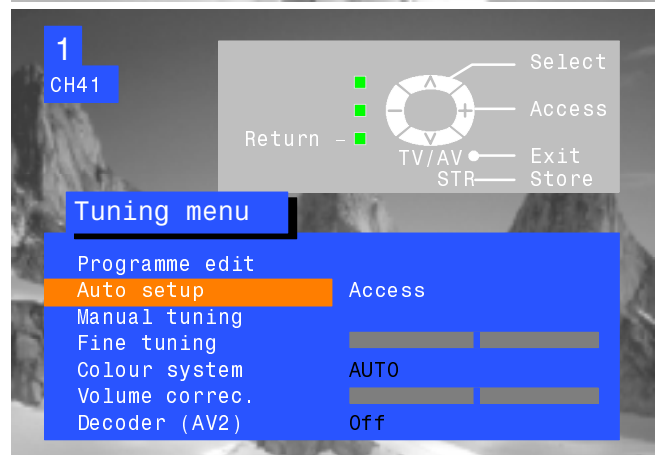 1
CH41
Select
+
Access
Return –
TV/AV
Exit
STR
Store
Tuning menu
Programme edit
Auto setup Access
Manual tuning
Fine tuning
Colour system AUTO
Volume correc.
Decoder (AV2) Off